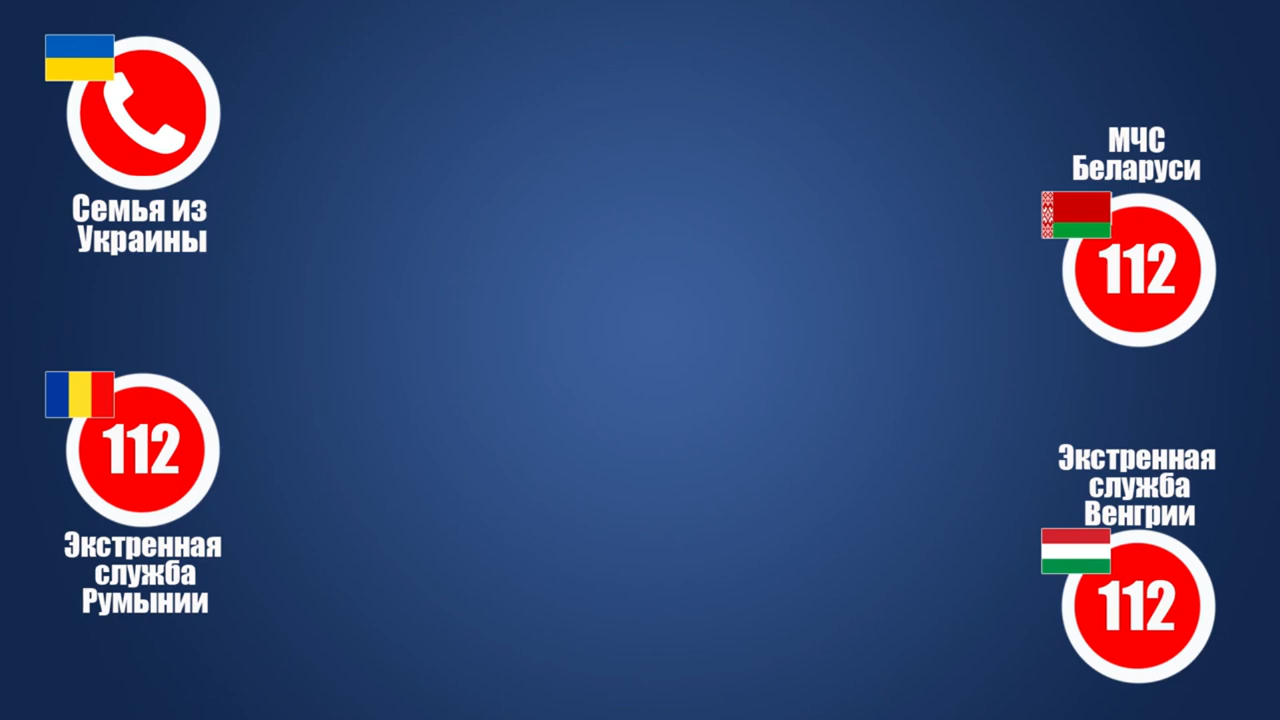 Семья из
Украины
112
Экстренная
служба
Румынии
МЧС
Беларуси
112
Экстренная
служба
Венгрии
112